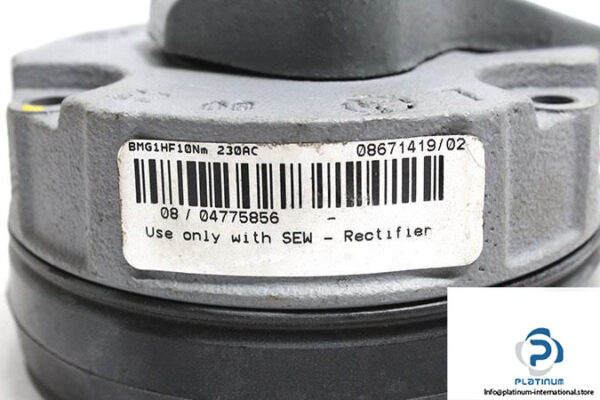 BMG1HF10Nm 230AC 08671419/02
08 / 04775856 -
Use only with SEW - Rectifier
PLATINUM
Info@platinum-international.store